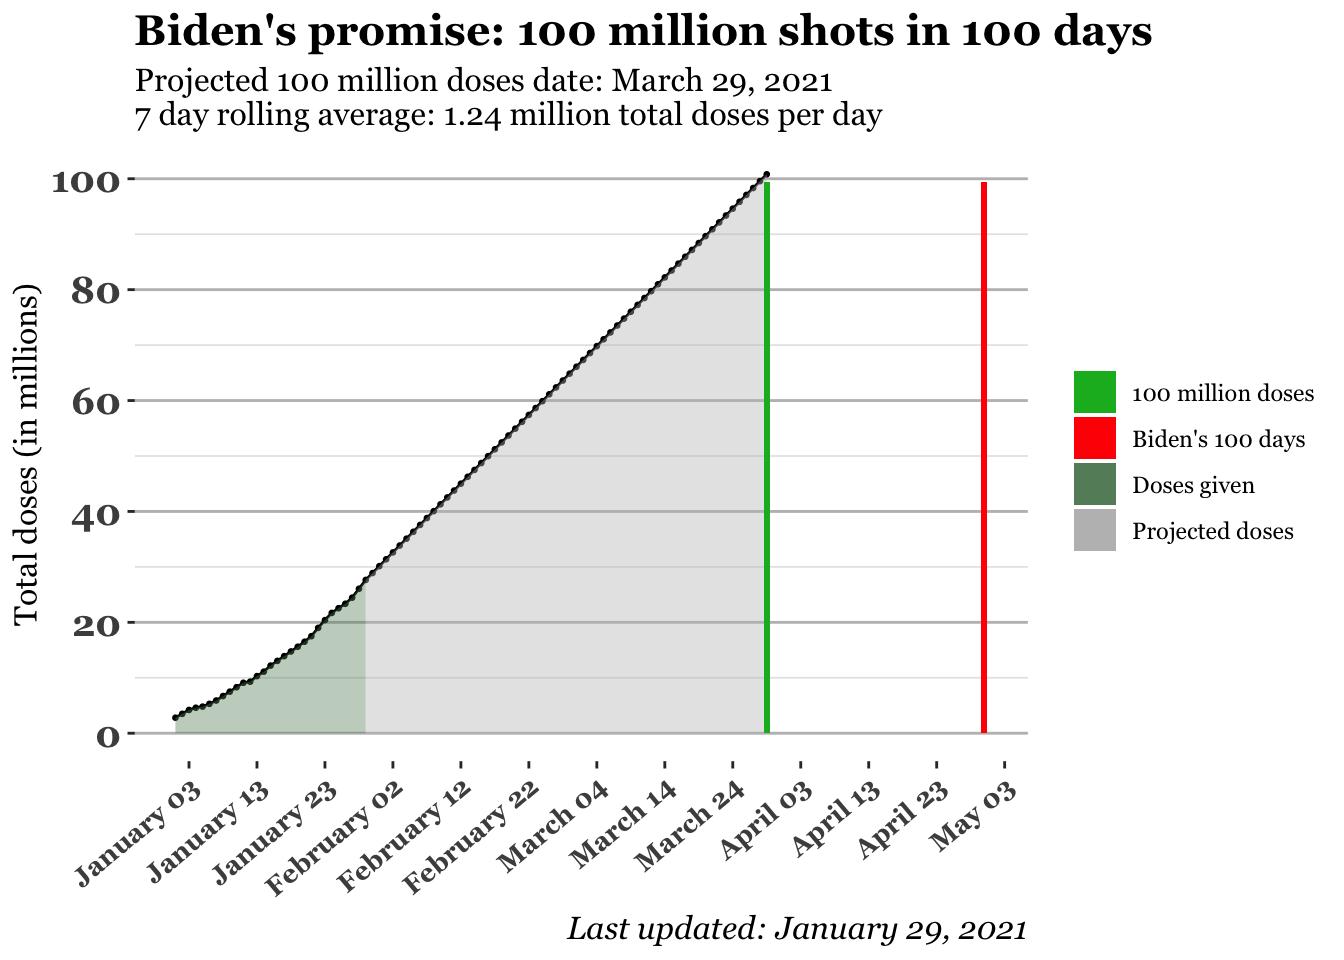 Biden's promise: 100 million shots in 100 days
Projected 100 million doses date: March 29, 2021
7 day rolling average: 1.24 million total doses per day
Total doses (in millions)
100
80
60
40
20
0
January 03
January 13
January 23
February 02
February 12
February 22
March 04
March 14
March 24
April 03
April 13
April 23
May 03
100 million doses
Biden's 100 days
Doses given
Projected doses
Last updated: January 29, 2021